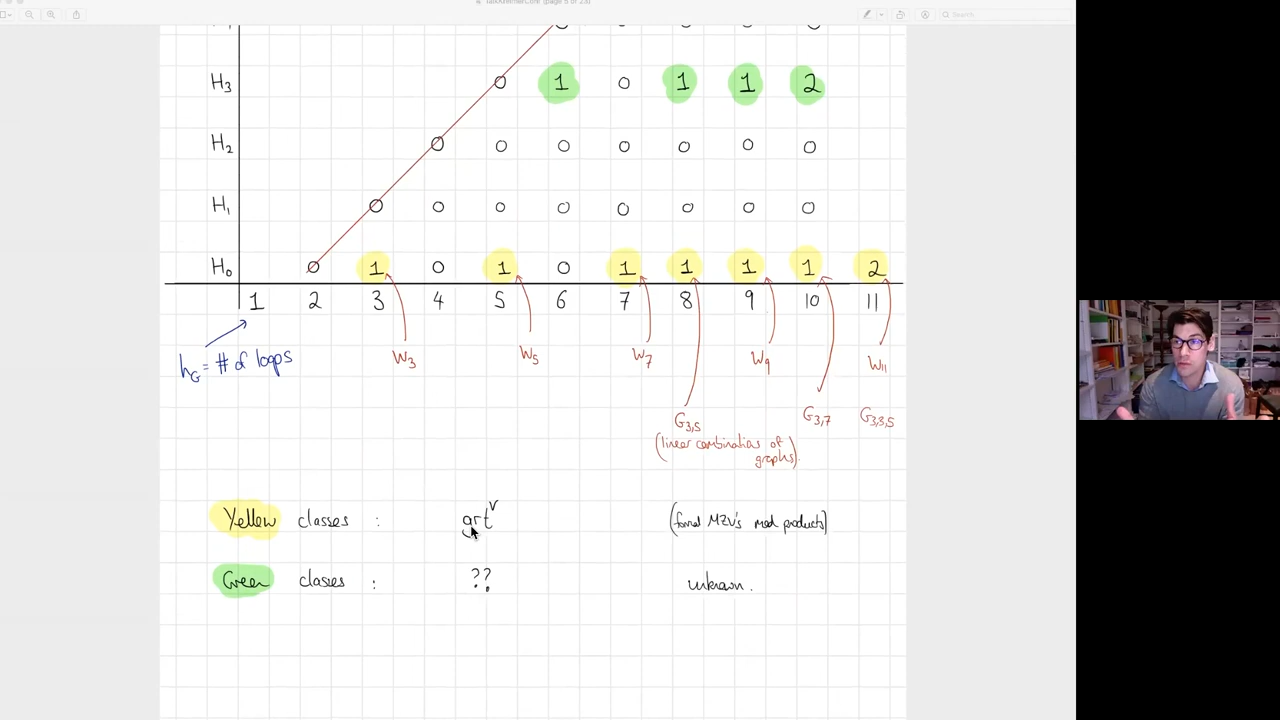 Search
H₃ 0 1 0 1 1 2
H₂ 0 0 0 0 0 0 0
H₁ 0 0 0 0 0 0 0 0
H₀ 0 1 0 1 0 1 1 1 1 2
1 2 3 4 5 6 7 8 9 10 11
h_G = # of loops
W₃ W₅ W₇ W₉ W₁₁
G₃,₅ G₃,₇ G₃,₃,₅
(linear combinations of
graphs).
Yellow classes : grt^v (formal MZV's mod products)
Green classes : ?? unknown.